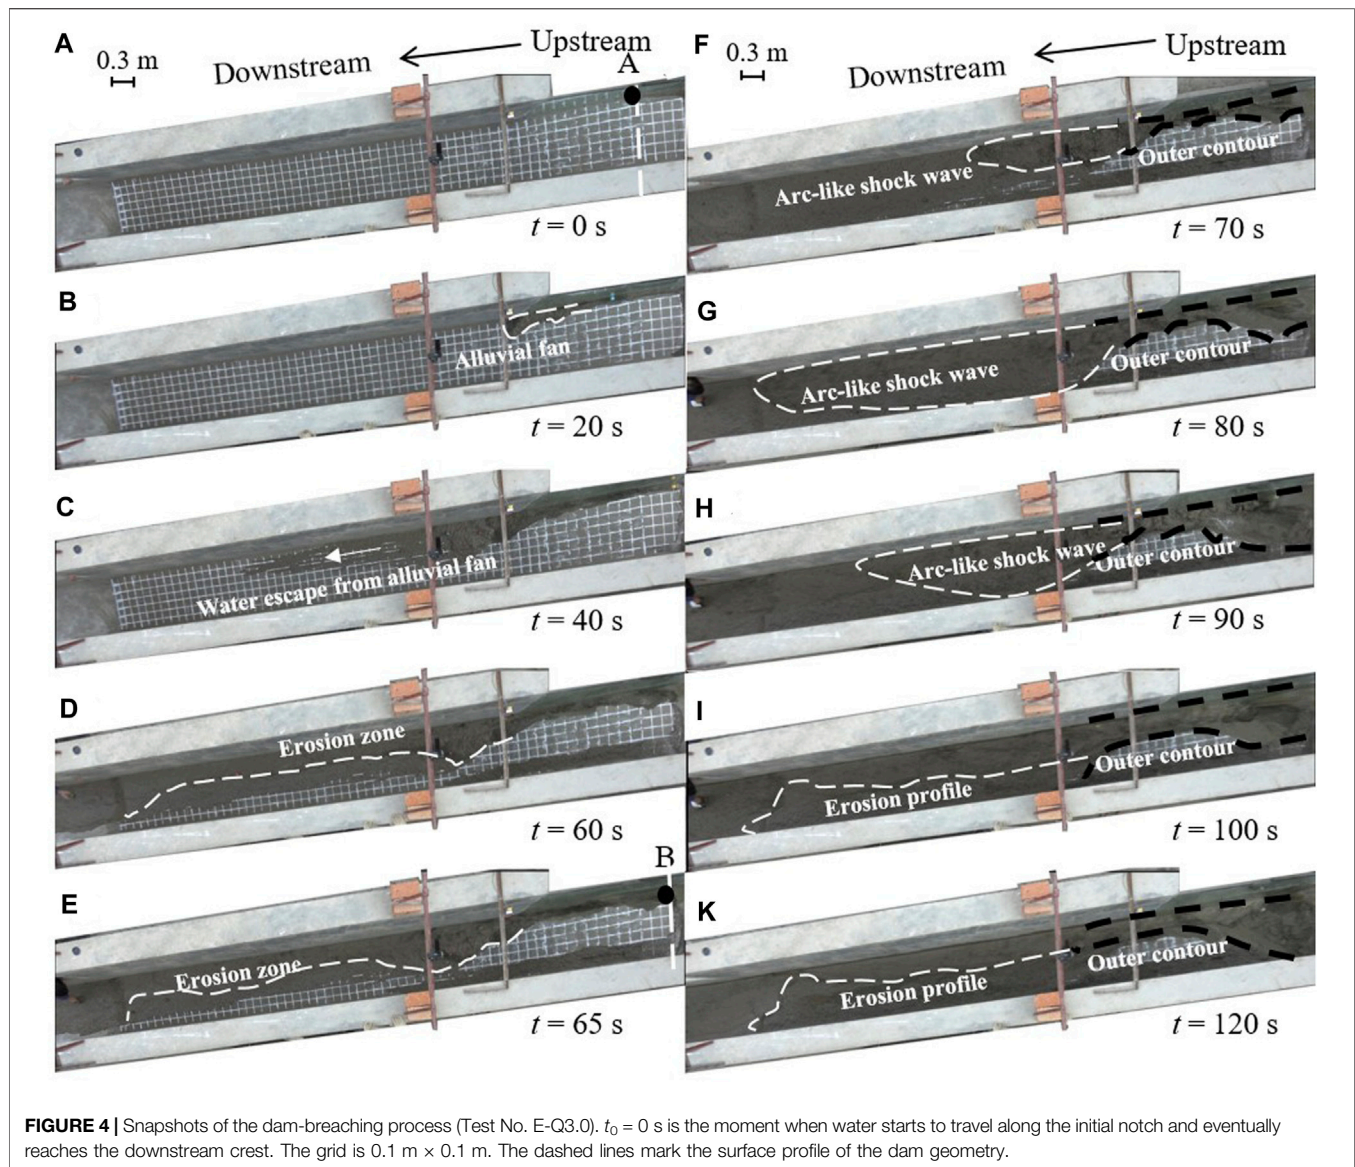 A
0.3 m
Downstream
Upstream
A
t = 0 s
B
Alluvial fan
t = 20 s
C
Water escape from alluvial fan
t = 40 s
D
Erosion zone
t = 60 s
E
B
Erosion zone
t = 65 s
F
0.3 m
Downstream
Upstream
Arc-like shock wave
Outer contour
t = 70 s
G
Arc-like shock wave
Outer contour
t = 80 s
H
Arc-like shock wave
Outer contour
t = 90 s
I
Erosion profile
Outer contour
t = 100 s
K
Erosion profile
Outer contour
t = 120 s
FIGURE 4 | Snapshots of the dam-breaching process (Test No. E-Q3.0). t₀ = 0 s is the moment when water starts to travel along the initial notch and eventually
reaches the downstream crest. The grid is 0.1 m × 0.1 m. The dashed lines mark the surface profile of the dam geometry.